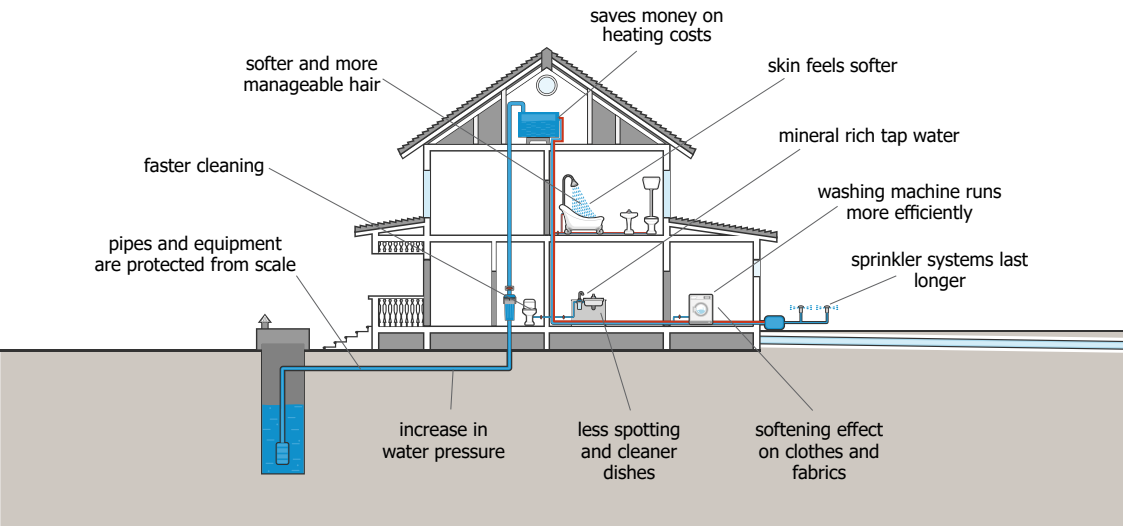 saves money on
heating costs
softer and more
manageable hair
skin feels softer
mineral rich tap water
faster cleaning
washing machine runs
more efficiently
pipes and equipment
are protected from scale
sprinkler systems last
longer
increase in
water pressure
less spotting
and cleaner
dishes
softening effect
on clothes and
fabrics